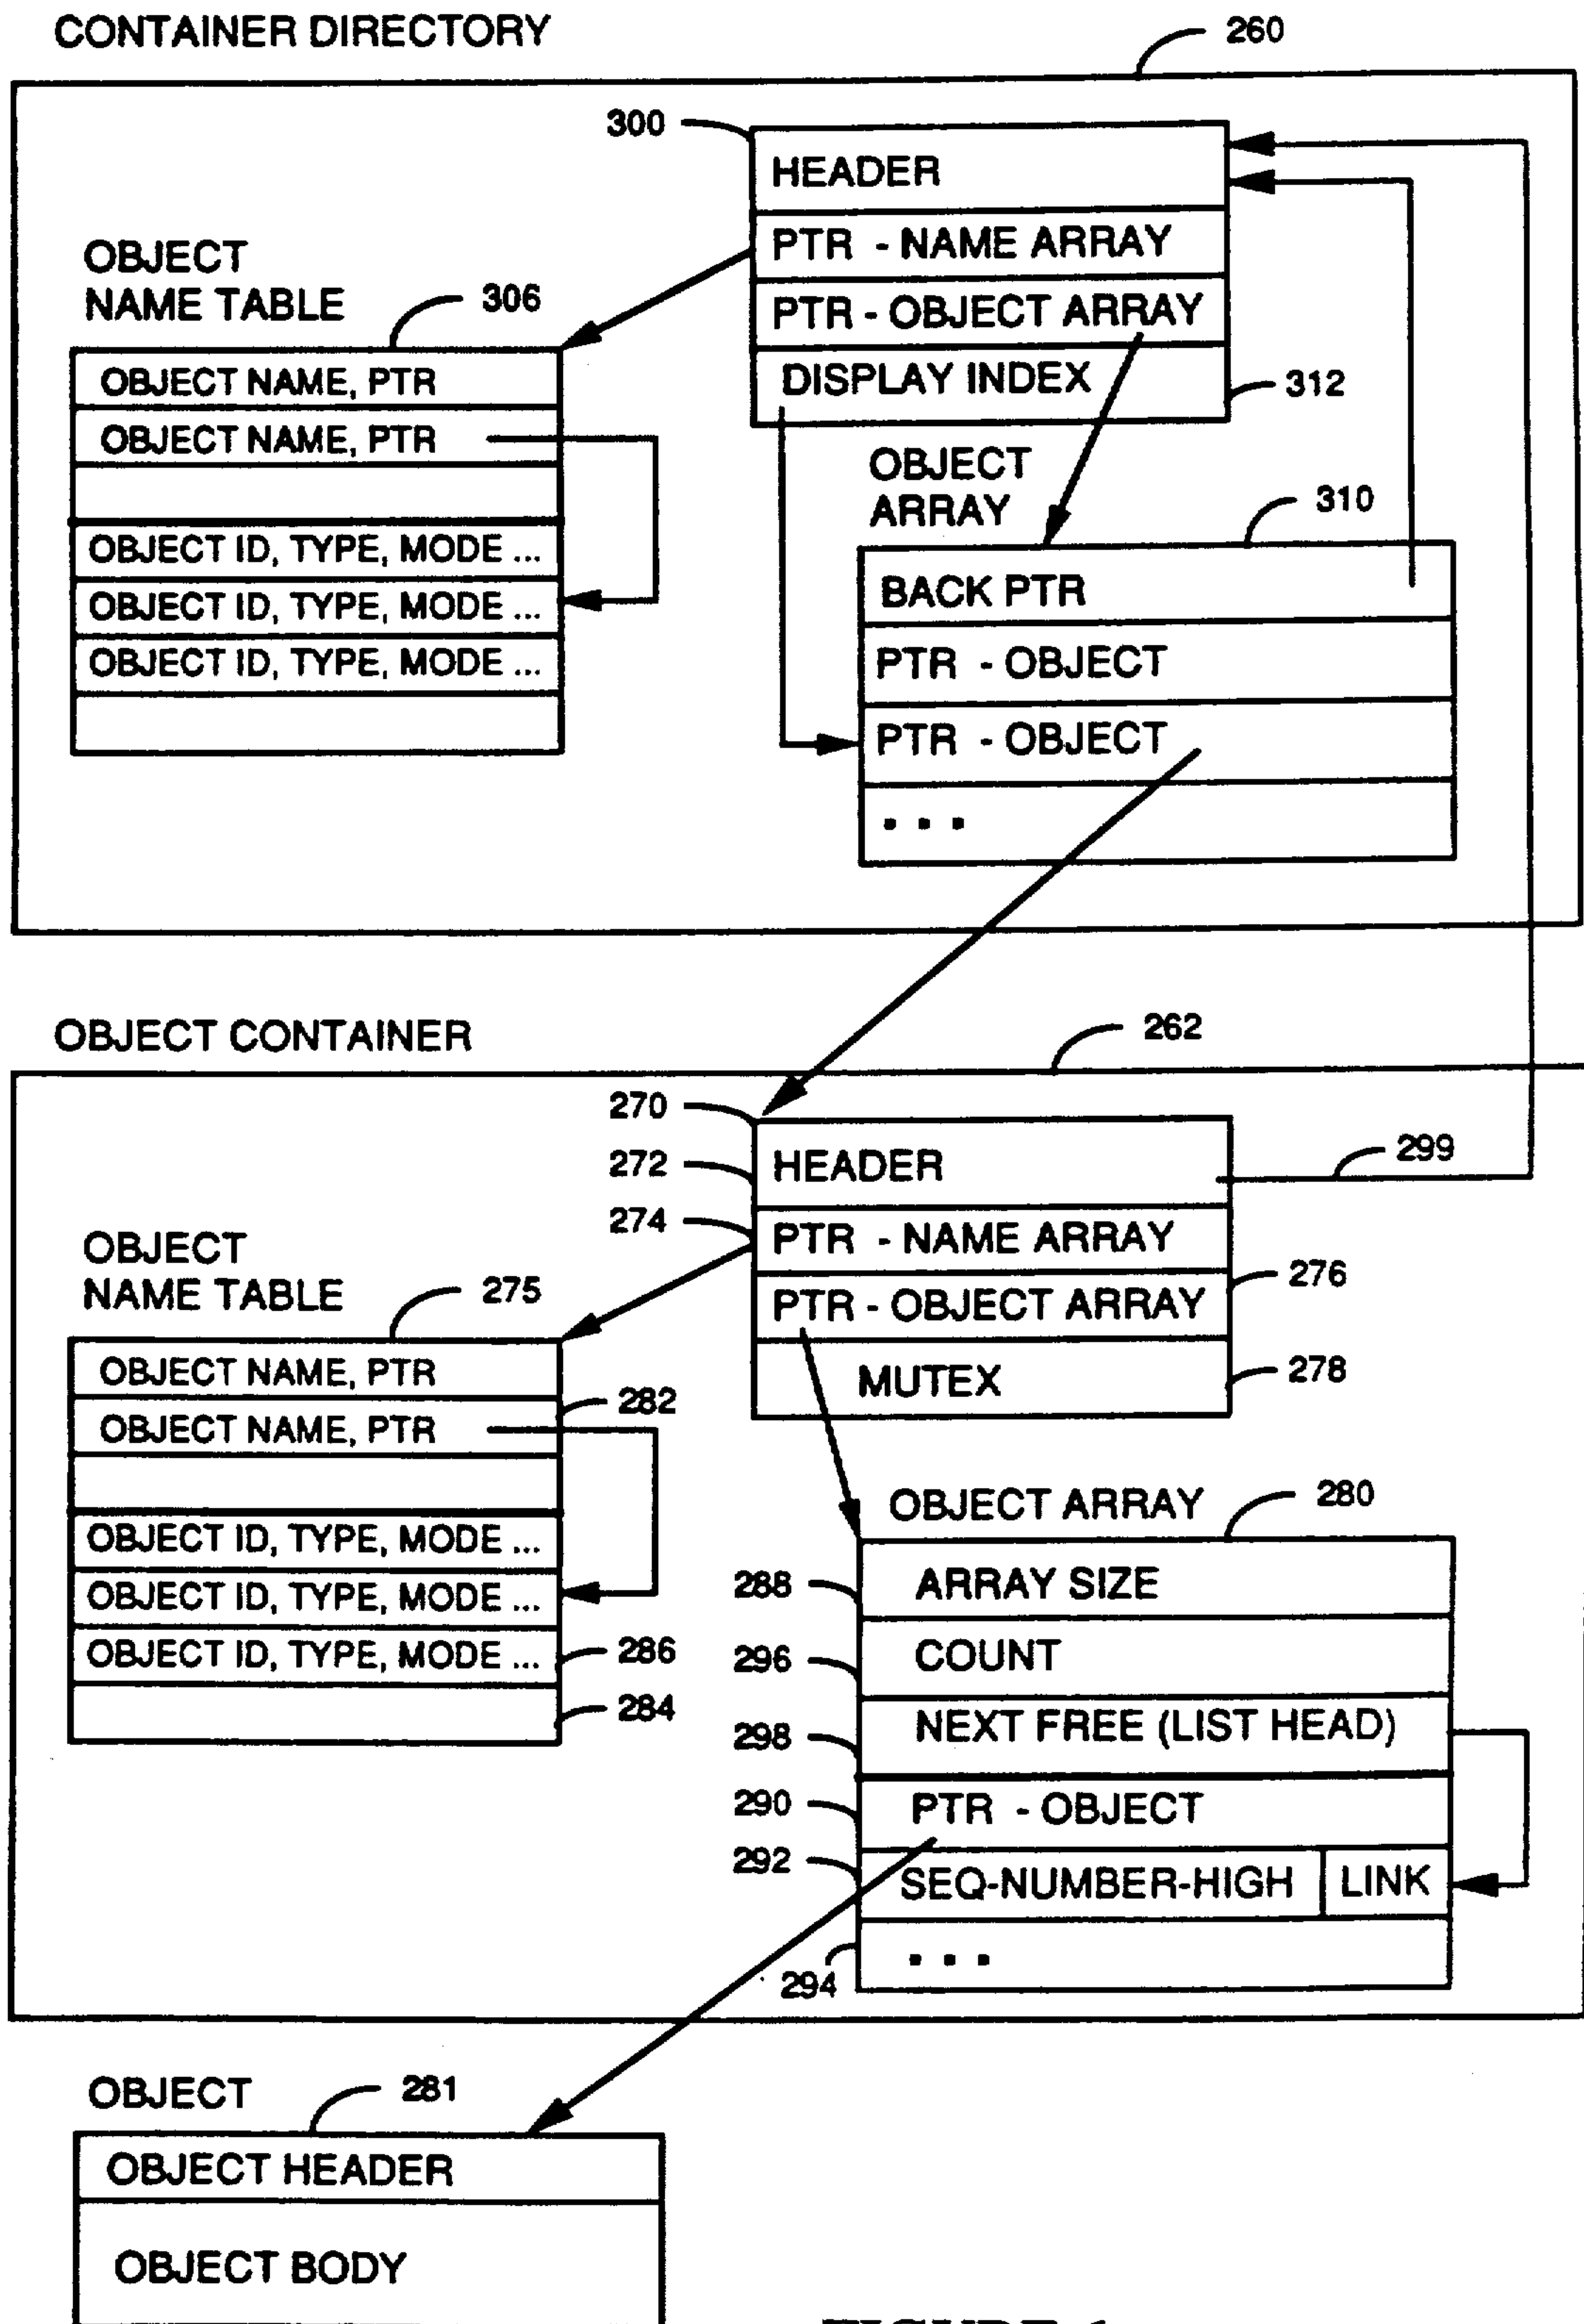 CONTAINER DIRECTORY
260
300
HEADER
PTR - NAME ARRAY
PTR - OBJECT ARRAY
DISPLAY INDEX
312
OBJECT
NAME TABLE
306
OBJECT NAME, PTR
OBJECT NAME, PTR
OBJECT ID, TYPE, MODE ...
OBJECT ID, TYPE, MODE ...
OBJECT ID, TYPE, MODE ...
OBJECT
ARRAY
310
BACK PTR
PTR - OBJECT
PTR - OBJECT
. . .
OBJECT CONTAINER
262
270
272
HEADER
299
274
PTR - NAME ARRAY
PTR - OBJECT ARRAY
276
MUTEX
278
OBJECT
NAME TABLE
275
OBJECT NAME, PTR
282
OBJECT NAME, PTR
OBJECT ID, TYPE, MODE ...
OBJECT ID, TYPE, MODE ...
OBJECT ID, TYPE, MODE ...
286
284
OBJECT ARRAY
280
288
ARRAY SIZE
296
COUNT
298
NEXT FREE (LIST HEAD)
290
PTR - OBJECT
292
SEQ-NUMBER-HIGH
LINK
294
. . .
OBJECT
281
OBJECT HEADER
OBJECT BODY